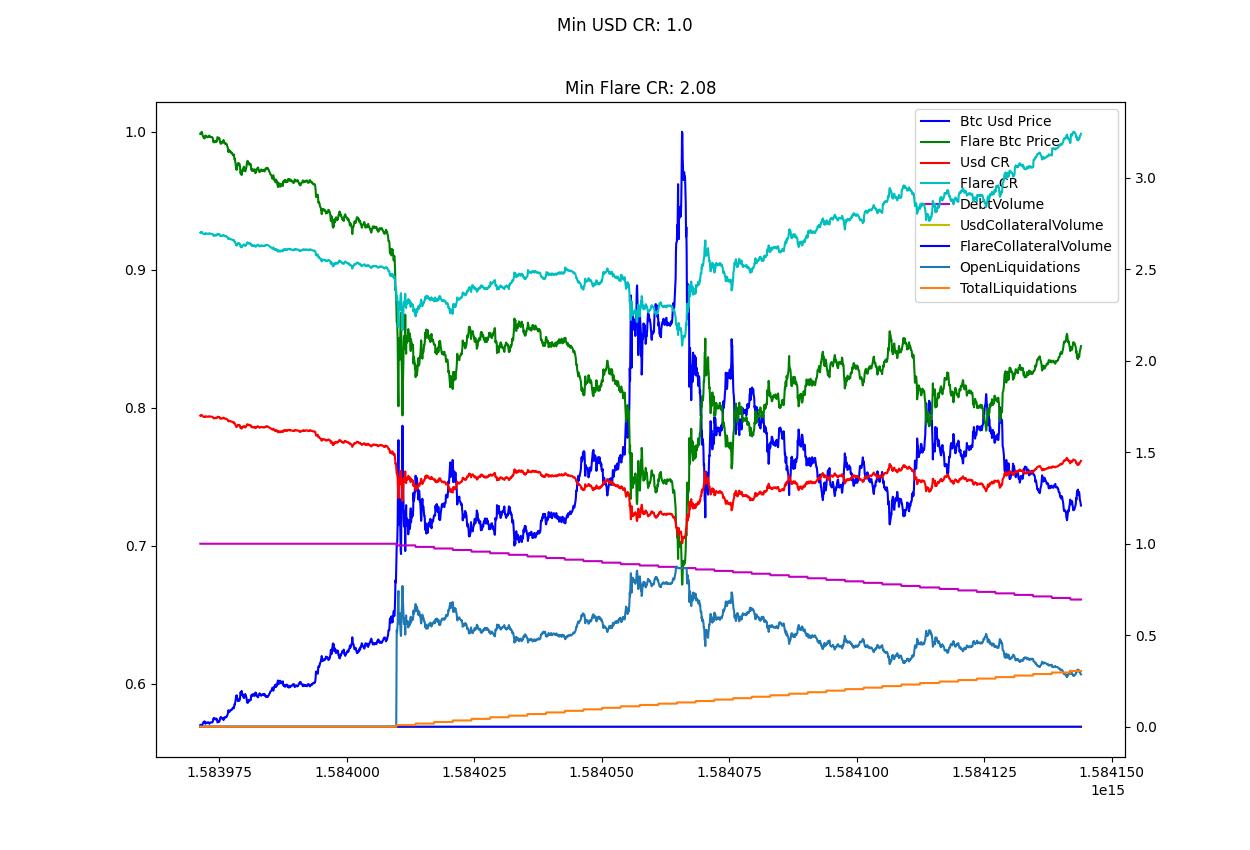 Min USD CR: 1.0
Min Flare CR: 2.08
Btc Usd Price
Flare Btc Price
Usd CR
Flare CR
DebtVolume
UsdCollateralVolume
FlareCollateralVolume
OpenLiquidations
TotalLiquidations
1.0
0.9
0.8
0.7
0.6
3.0
2.5
2.0
1.5
1.0
0.5
0.0
1.583975 1.584000 1.584025 1.584050 1.584075 1.584100 1.584125 1.584150
1e15